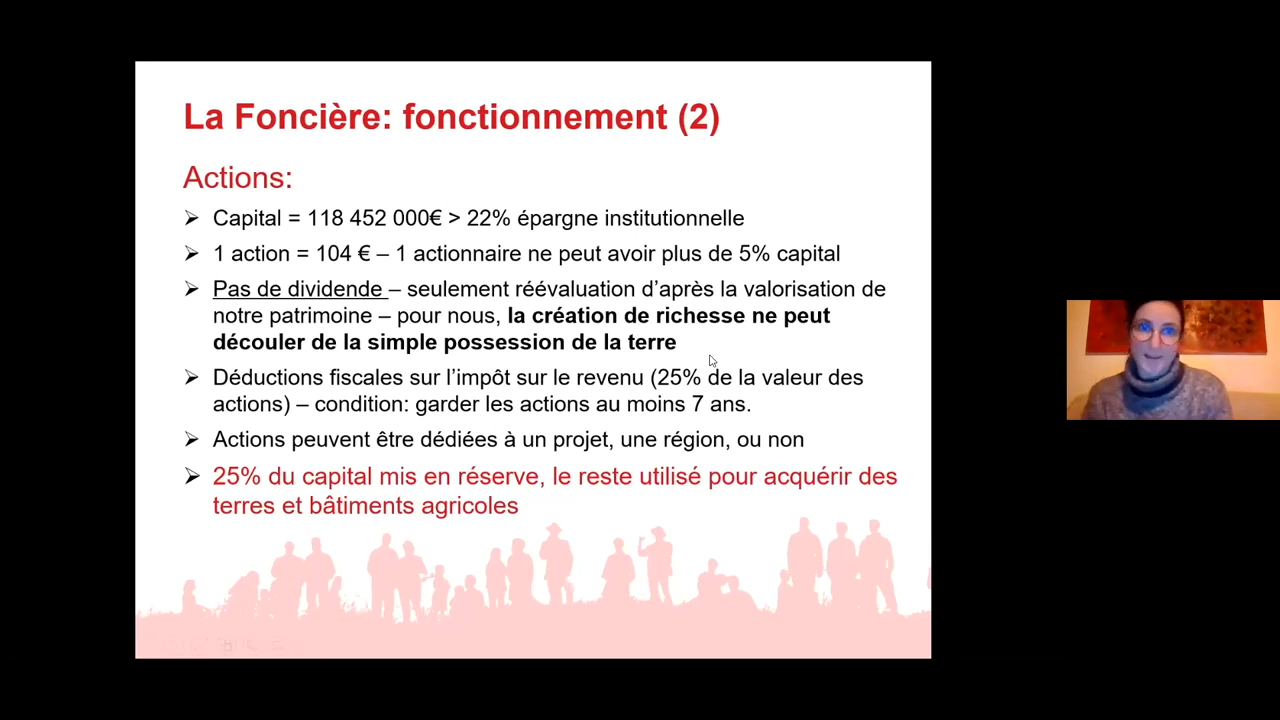 La Foncière: fonctionnement (2)
Actions:
➢ Capital = 118 452 000€ > 22% épargne institutionnelle
➢ 1 action = 104 € – 1 actionnaire ne peut avoir plus de 5% capital
➢ Pas de dividende – seulement réévaluation d’après la valorisation de
notre patrimoine – pour nous, la création de richesse ne peut
découler de la simple possession de la terre
➢ Déductions fiscales sur l’impôt sur le revenu (25% de la valeur des
actions) – condition: garder les actions au moins 7 ans.
➢ Actions peuvent être dédiées à un projet, une région, ou non
➢ 25% du capital mis en réserve, le reste utilisé pour acquérir des
terres et bâtiments agricoles